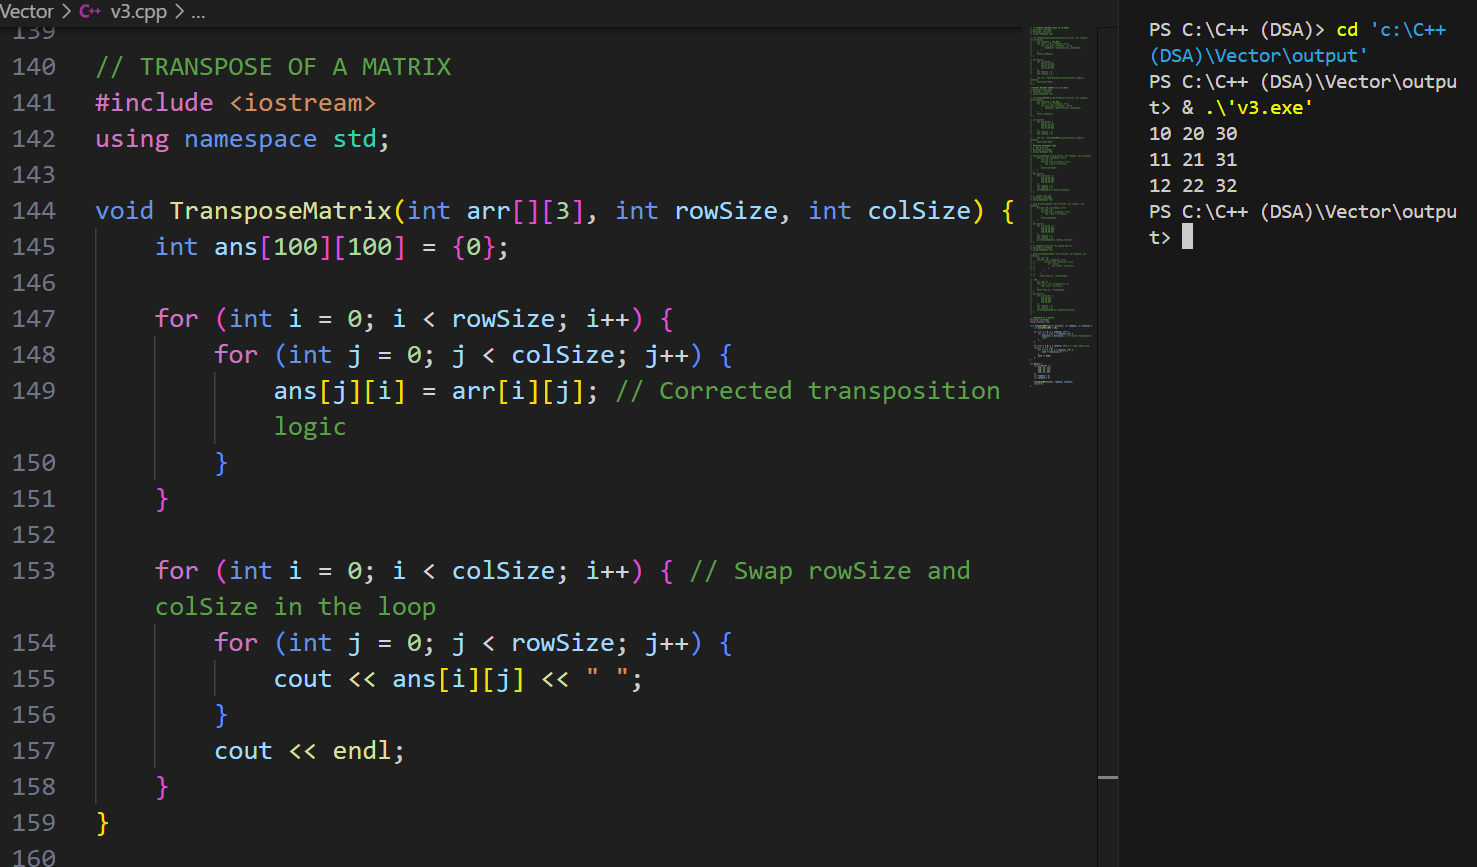 Vector > C++ v3.cpp > ...
139
140 // TRANSPOSE OF A MATRIX
141 #include <iostream>
142 using namespace std;
143
144 void TransposeMatrix(int arr[][3], int rowSize, int colSize) {
145     int ans[100][100] = {0};
146
147     for (int i = 0; i < rowSize; i++) {
148         for (int j = 0; j < colSize; j++) {
149             ans[j][i] = arr[i][j]; // Corrected transposition
logic
150         }
151     }
152
153     for (int i = 0; i < colSize; i++) { // Swap rowSize and
colSize in the loop
154         for (int j = 0; j < rowSize; j++) {
155             cout << ans[i][j] << " ";
156         }
157         cout << endl;
158     }
159 }
160
PS C:\C++ (DSA)> cd 'c:\C++
(DSA)\Vector\output'
PS C:\C++ (DSA)\Vector\outpu
t> & .\'v3.exe'
10 20 30
11 21 31
12 22 32
PS C:\C++ (DSA)\Vector\outpu
t>